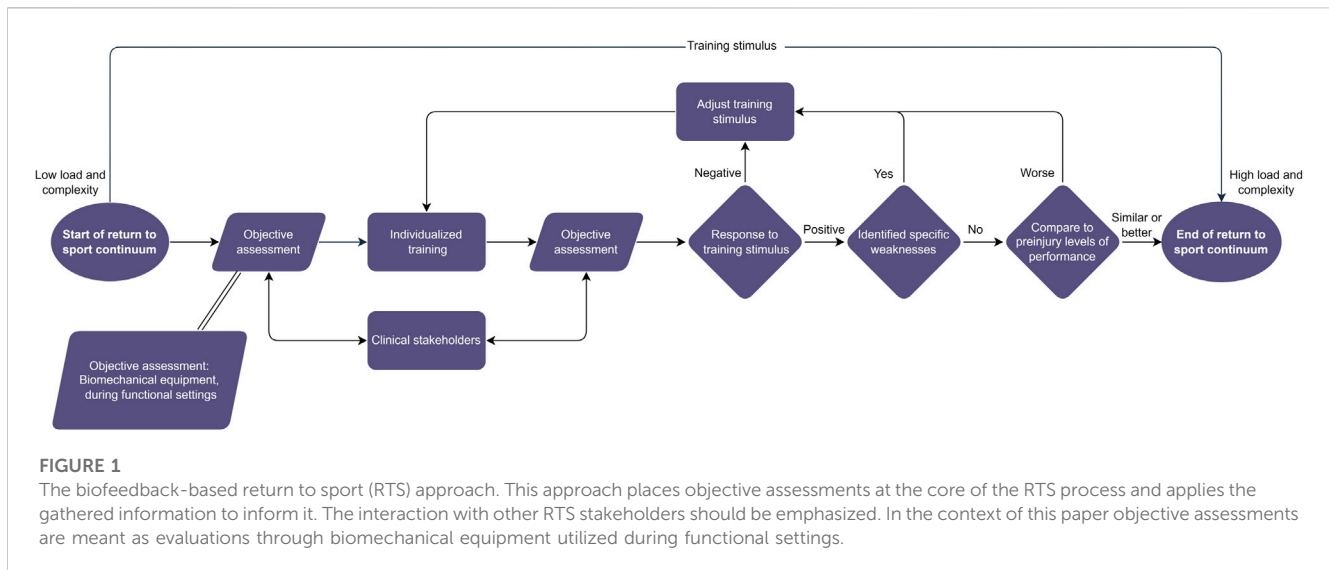 Training stimulus
Adjust training
stimulus
Low load and
complexity
Negative
Yes
Worse
High load and
complexity
Start of return to
sport continuum
Objective
assessment
Individualized
training
Objective
assessment
Response to
training stimulus
Positive
Identified specific
weaknesses
No
Compare to
preinjury levels of
performance
Similar or
better
End of return to
sport continuum
Clinical stakeholders
Objective assessment:
Biomechanical equipment,
during functional settings
FIGURE 1
The biofeedback-based return to sport (RTS) approach. This approach places objective assessments at the core of the RTS process and applies the
gathered information to inform it. The interaction with other RTS stakeholders should be emphasized. In the context of this paper objective assessments
are meant as evaluations through biomechanical equipment utilized during functional settings.